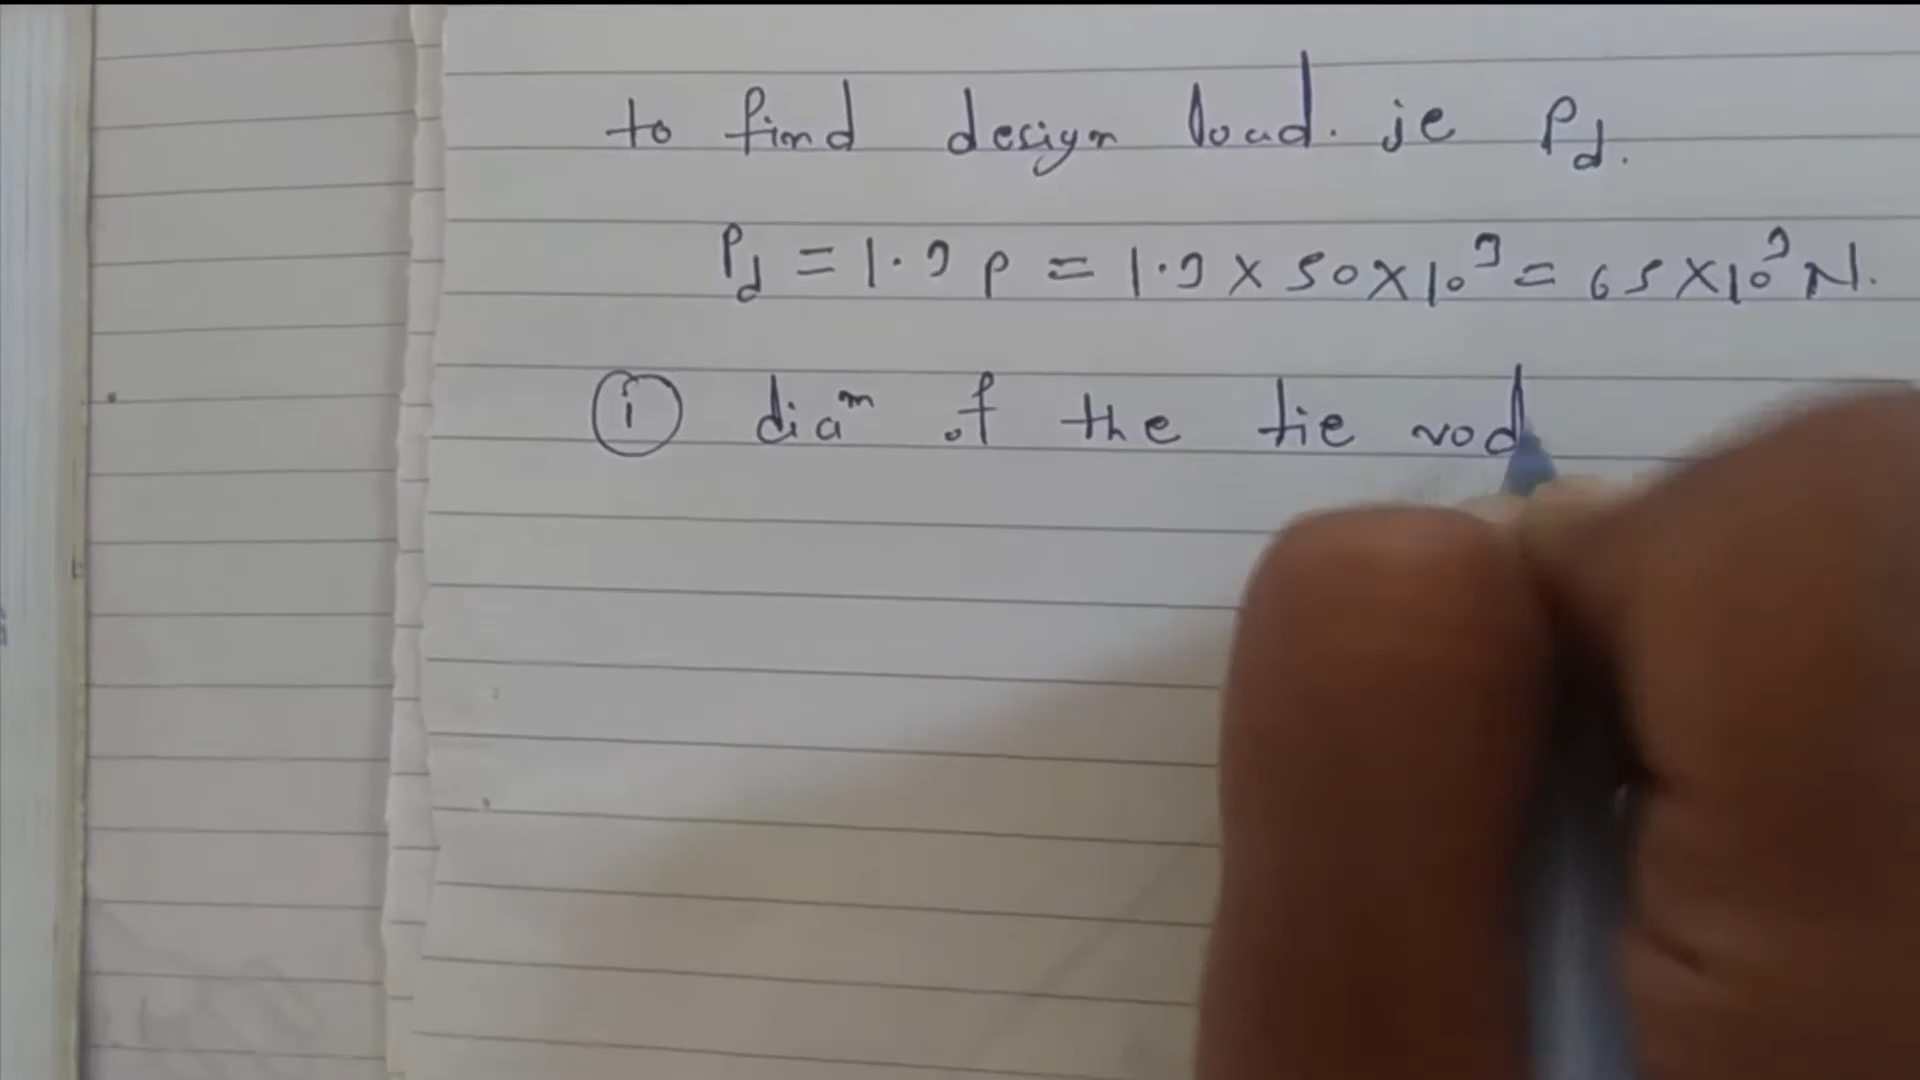 to find design load. ie Pd.
Pd = 1.3 P = 1.3 × 50 × 10³ = 65 × 10³ N.
(i) diaᵐ of the tie rod